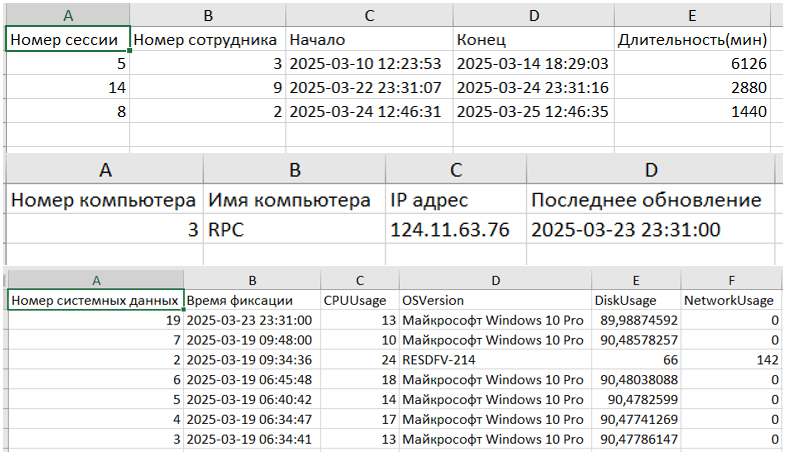 A B C D E
Номер сессии Номер сотрудника Начало Конец Длительность(мин)
5 3 2025-03-10 12:23:53 2025-03-14 18:29:03 6126
14 9 2025-03-22 23:31:07 2025-03-24 23:31:16 2880
8 2 2025-03-24 12:46:31 2025-03-25 12:46:35 1440
A B C D
Номер компьютера Имя компьютера IP адрес Последнее обновление
3 RPC 124.11.63.76 2025-03-23 23:31:00
A B C D E F
Номер системных данных Время фиксации CPUUsage OSVersion DiskUsage NetworkUsage
19 2025-03-23 23:31:00 13 Майкрософт Windows 10 Pro 89,98874592 0
7 2025-03-19 09:48:00 10 Майкрософт Windows 10 Pro 90,48578257 0
2 2025-03-19 09:34:36 24 RESDFV-214 66 142
6 2025-03-19 06:45:48 18 Майкрософт Windows 10 Pro 90,48038088 0
5 2025-03-19 06:40:42 14 Майкрософт Windows 10 Pro 90,4782599 0
4 2025-03-19 06:34:47 17 Майкрософт Windows 10 Pro 90,47741269 0
3 2025-03-19 06:34:41 13 Майкрософт Windows 10 Pro 90,47786147 0